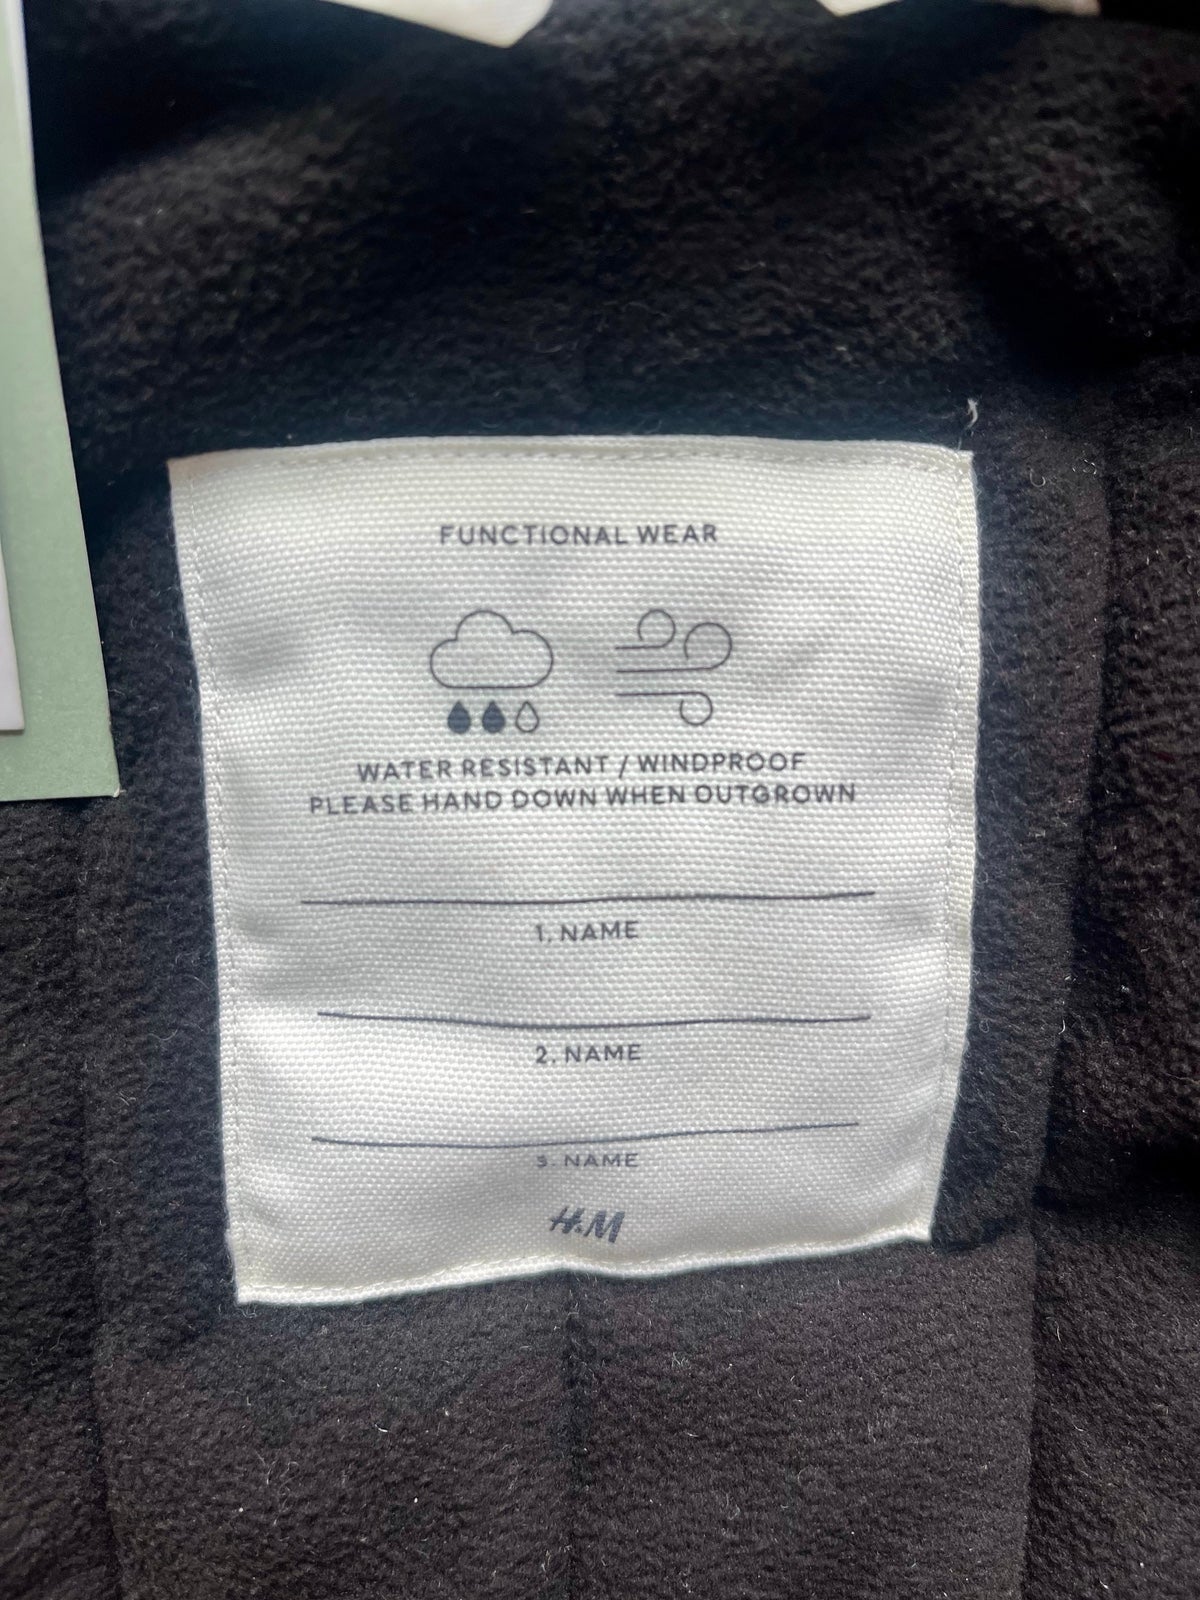 FUNCTIONAL WEAR
WATER RESISTANT / WINDPROOF
PLEASE HAND DOWN WHEN OUTGROWN
1. NAME
2. NAME
3. NAME
H&M